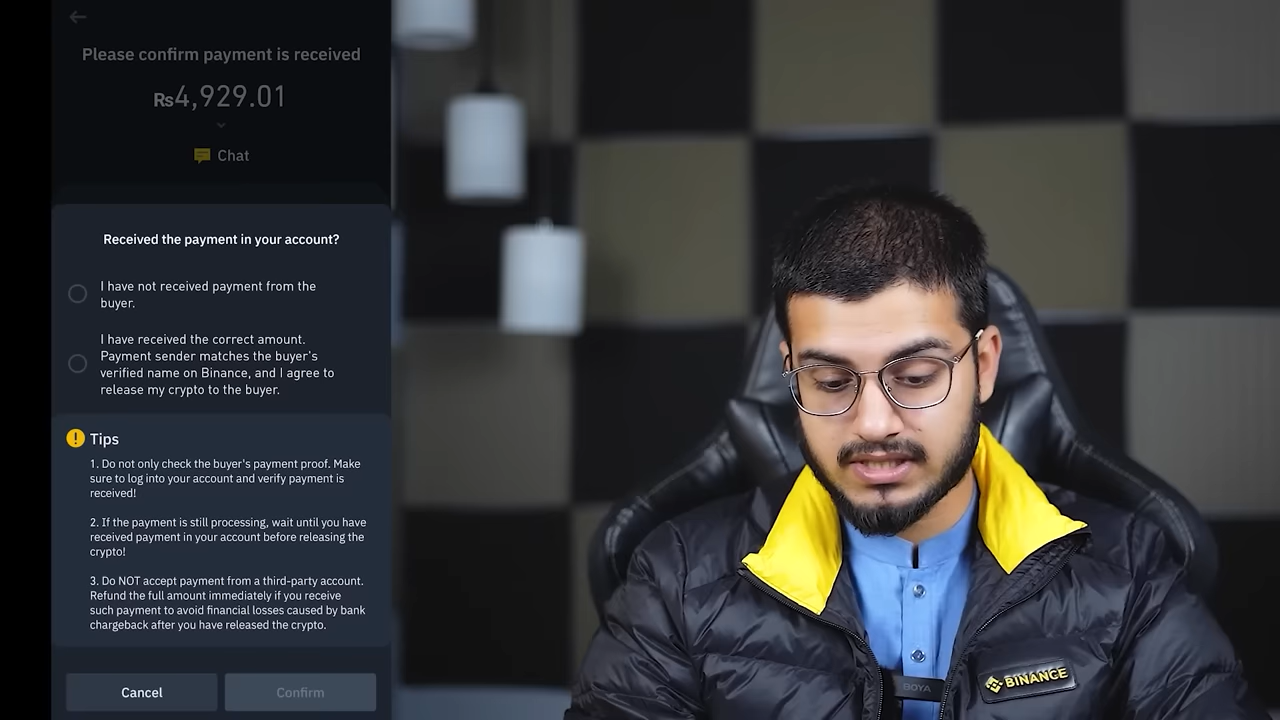 Please confirm payment is received
₨4,929.01
Chat
Received the payment in your account?
I have not received payment from the
buyer.
I have received the correct amount.
Payment sender matches the buyer's
verified name on Binance, and I agree to
release my crypto to the buyer.
Tips
1. Do not only check the buyer's payment proof. Make
sure to log into your account and verify payment is
received!
2. If the payment is still processing, wait until you have
received payment in your account before releasing the
crypto!
3. Do NOT accept payment from a third-party account.
Refund the full amount immediately if you receive
such payment to avoid financial losses caused by bank
chargeback after you have released the crypto.
Cancel
Confirm
BOYA
BINANCE